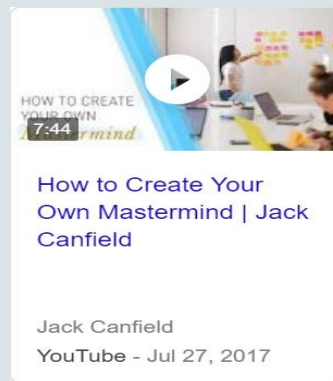 HOW TO CREATE
YOUR OWN
Mastermind
7:44
How to Create Your
Own Mastermind | Jack
Canfield
Jack Canfield
YouTube - Jul 27, 2017